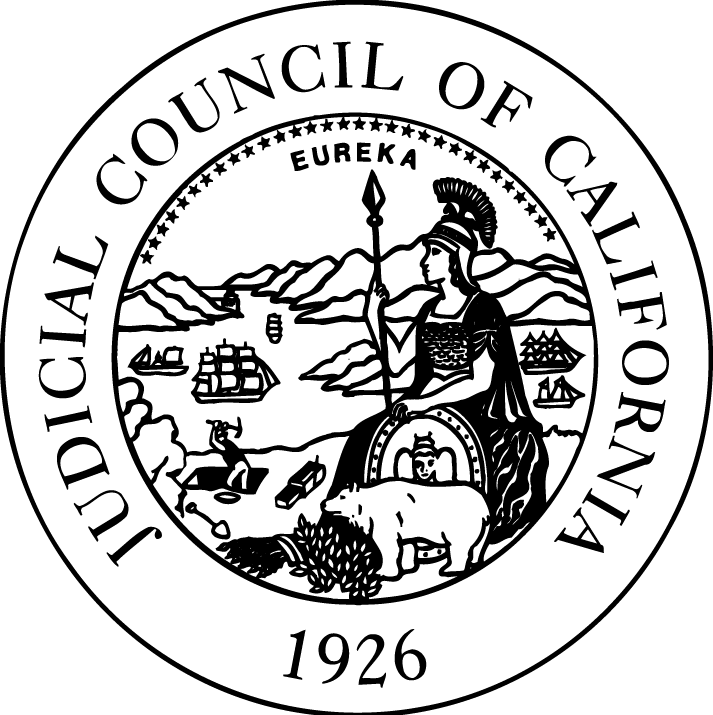 JUDICIAL COUNCIL OF CALIFORNIA
EUREKA
1926